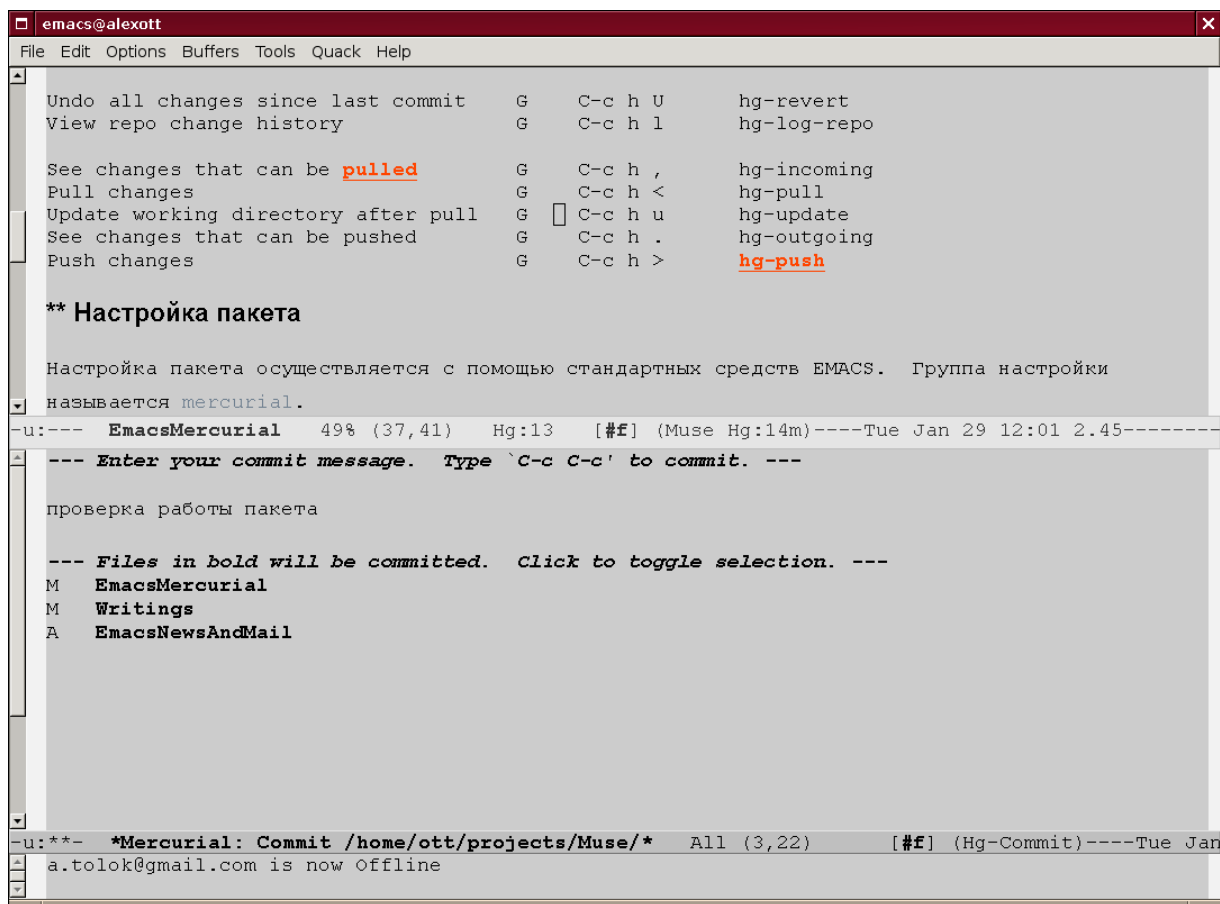 emacs@alexott
File Edit Options Buffers Tools Quack Help
Undo all changes since last commit G C-c h U hg-revert
View repo change history G C-c h l hg-log-repo
See changes that can be pulled G C-c h , hg-incoming
Pull changes G C-c h < hg-pull
Update working directory after pull G C-c h u hg-update
See changes that can be pushed G C-c h . hg-outgoing
Push changes G C-c h > hg-push
** Настройка пакета
Настройка пакета осуществляется с помощью стандартных средств EMACS. Группа настройки
называется mercurial.
-u:--- EmacsMercurial 49% (37,41) Hg:13 [#f] (Muse Hg:14m)----Tue Jan 29 12:01 2.45--------
--- Enter your commit message. Type `C-c C-c' to commit. ---
проверка работы пакета
--- Files in bold will be committed. Click to toggle selection. ---
M EmacsMercurial
M Writings
A EmacsNewsAndMail
-u:**- *Mercurial: Commit /home/ott/projects/Muse/* All (3,22) [#f] (Hg-Commit)----Tue Jan
a.tolok@gmail.com is now Offline